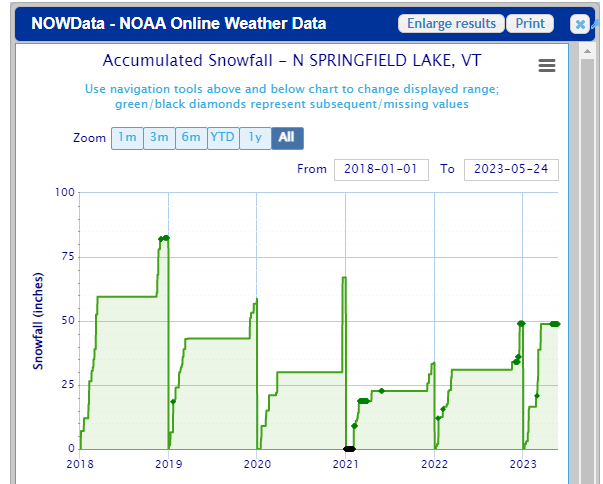 NOWData - NOAA Online Weather Data
Enlarge results
Print
Accumulated Snowfall – N SPRINGFIELD LAKE, VT
Use navigation tools above and below chart to change displayed range;
green/black diamonds represent subsequent/missing values
Zoom 1m 3m 6m YTD 1y All
From 2018-01-01 To 2023-05-24
Snowfall (inches)
100
75
50
25
0
2018 2019 2020 2021 2022 2023